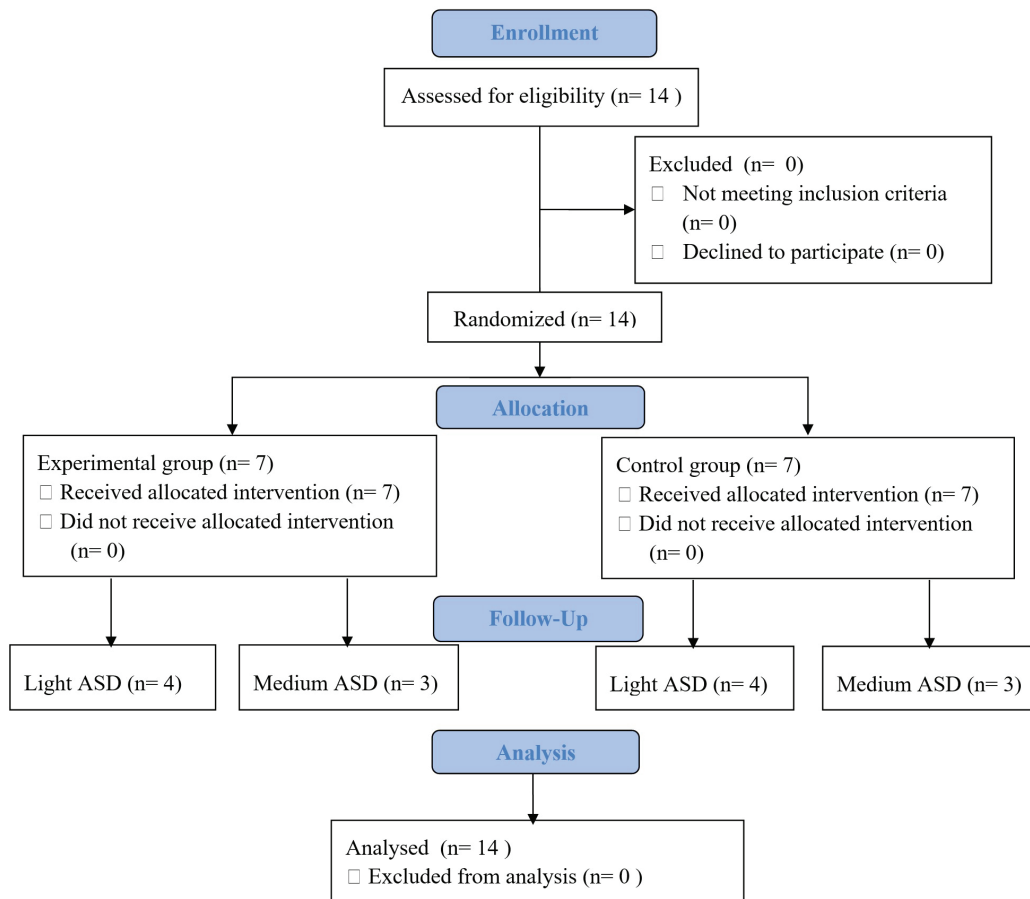 Enrollment
Assessed for eligibility (n= 14 )
Excluded (n= 0)
□ Not meeting inclusion criteria
(n= 0)
□ Declined to participate (n= 0)
Randomized (n= 14)
Allocation
Experimental group (n= 7)
□ Received allocated intervention (n= 7)
□ Did not receive allocated intervention
(n= 0)
Control group (n= 7)
□ Received allocated intervention (n= 7)
□ Did not receive allocated intervention
(n= 0)
Follow-Up
Light ASD (n= 4)
Medium ASD (n= 3)
Light ASD (n= 4)
Medium ASD (n= 3)
Analysis
Analysed (n= 14 )
□ Excluded from analysis (n= 0 )